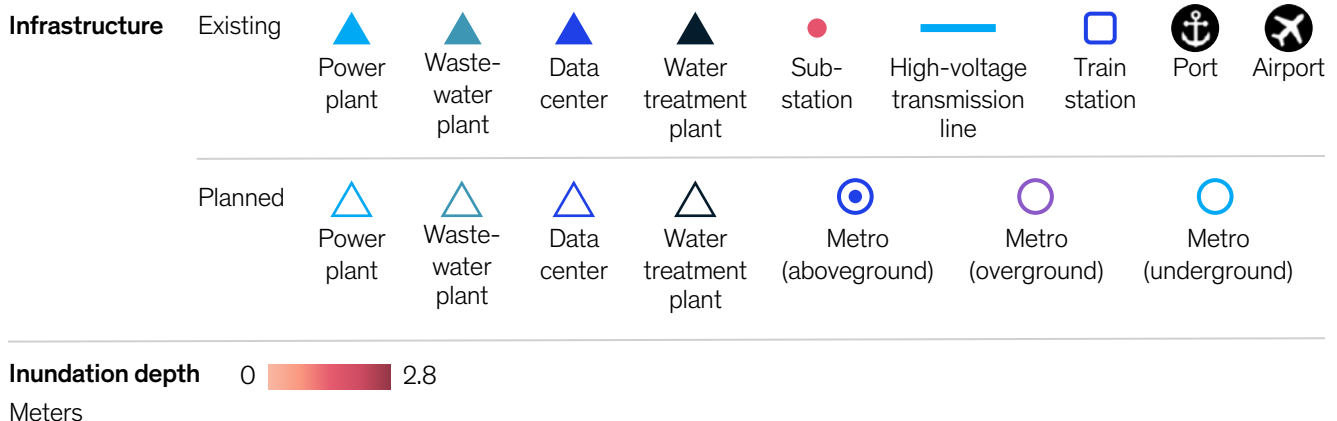 Infrastructure
Existing
Power
plant
Waste-
water
plant
Data
center
Water
treatment
plant
Sub-
station
High-voltage
transmission
line
Train
station
Port
Airport
Planned
Power
plant
Waste-
water
plant
Data
center
Water
treatment
plant
Metro
(aboveground)
Metro
(overground)
Metro
(underground)
Inundation depth
0
2.8
Meters